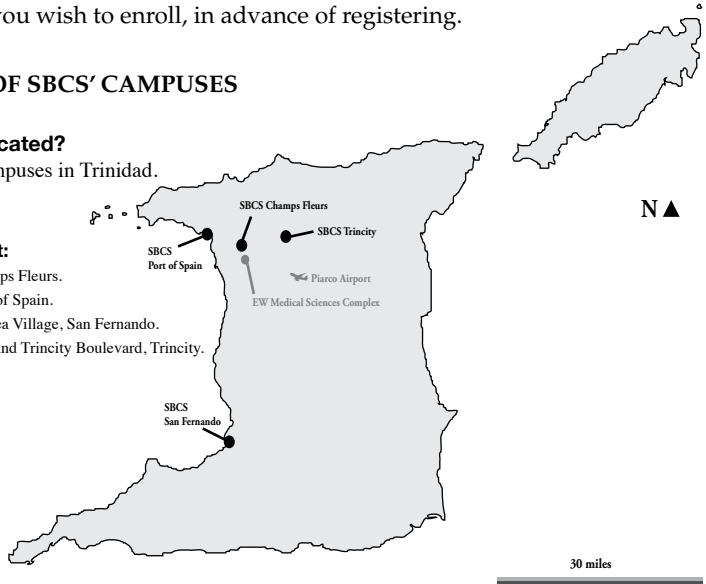 you wish to enroll, in advance of registering.
OF SBCS’ CAMPUSES
cated?
mpuses in Trinidad.
t:
ps Fleurs.
of Spain.
ea Village, San Fernando.
nd Trincity Boulevard, Trincity.
SBCS Champs Fleurs
SBCS Trincity
SBCS
Port of Spain
Piarco Airport
EW Medical Sciences Complex
SBCS
San Fernando
N
30 miles